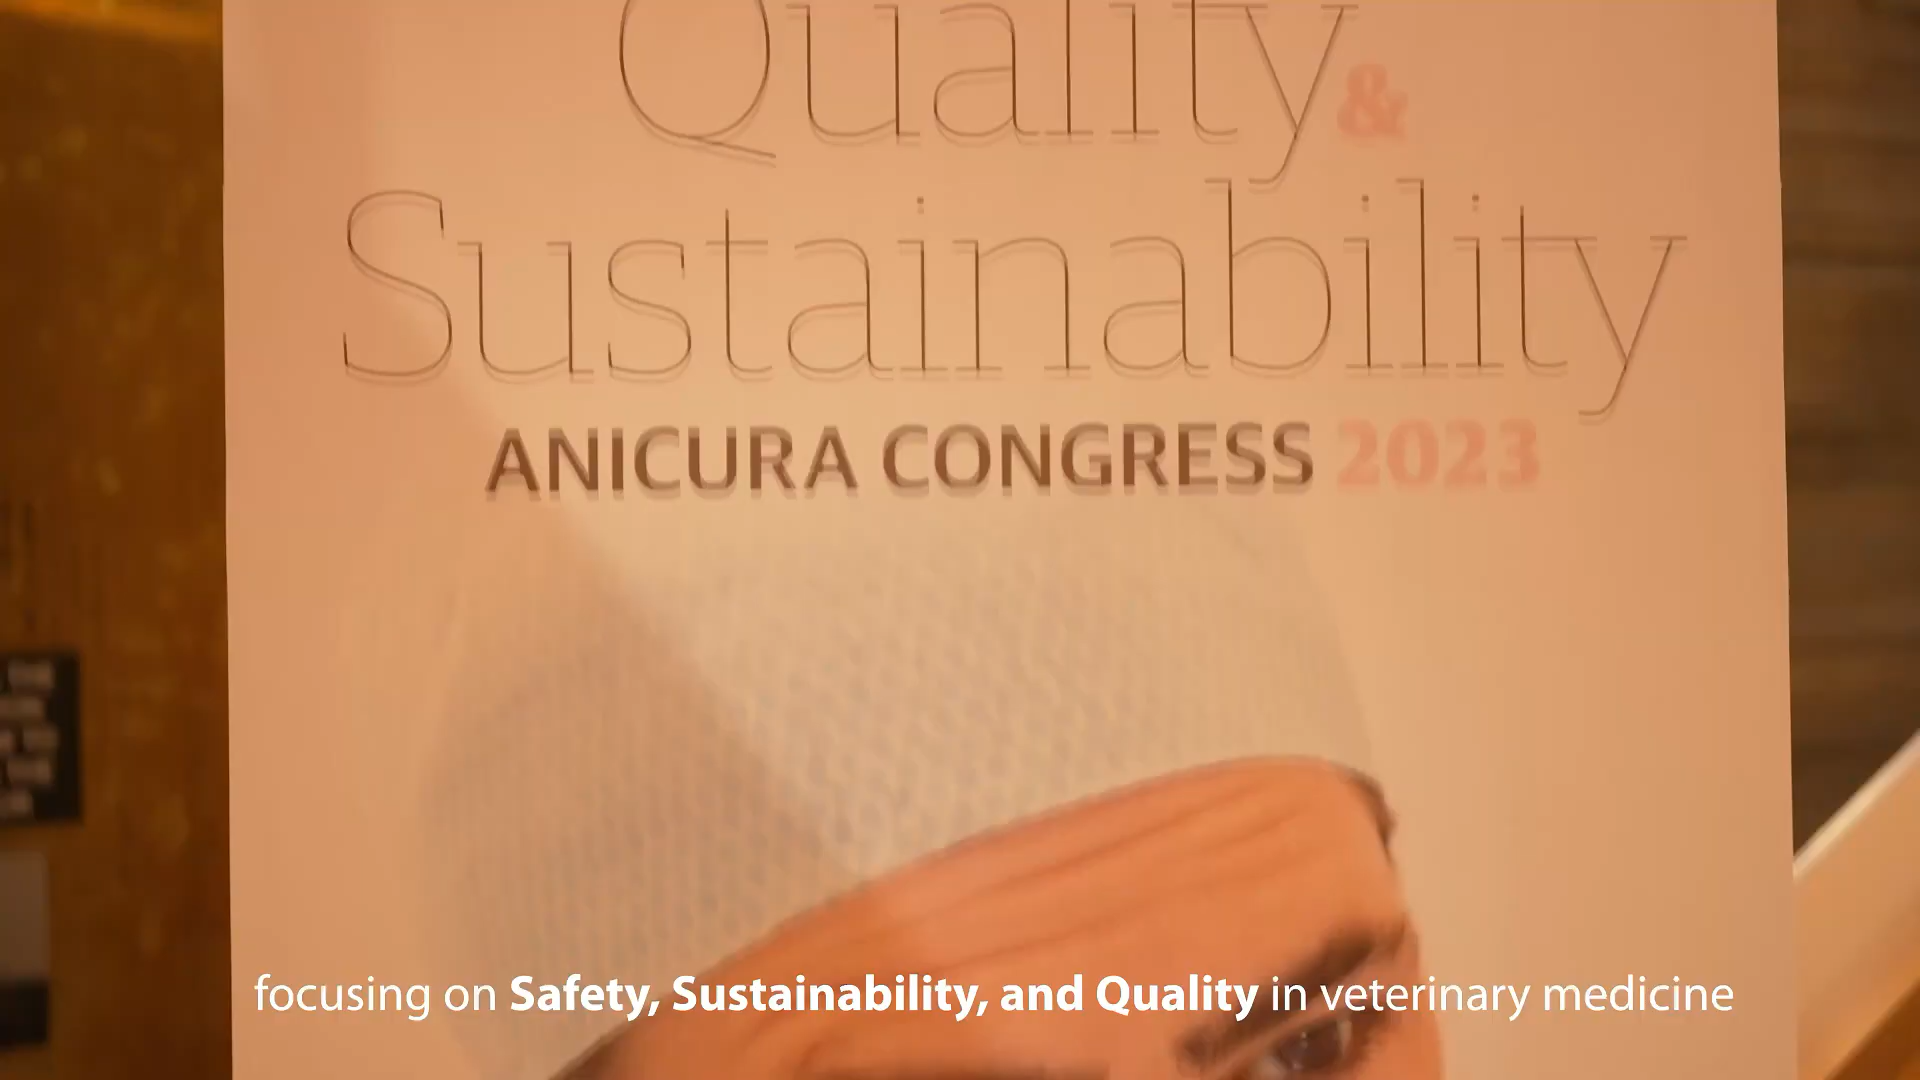 Quality &
Sustainability
ANICURA CONGRESS 2023
focusing on Safety, Sustainability, and Quality in veterinary medicine